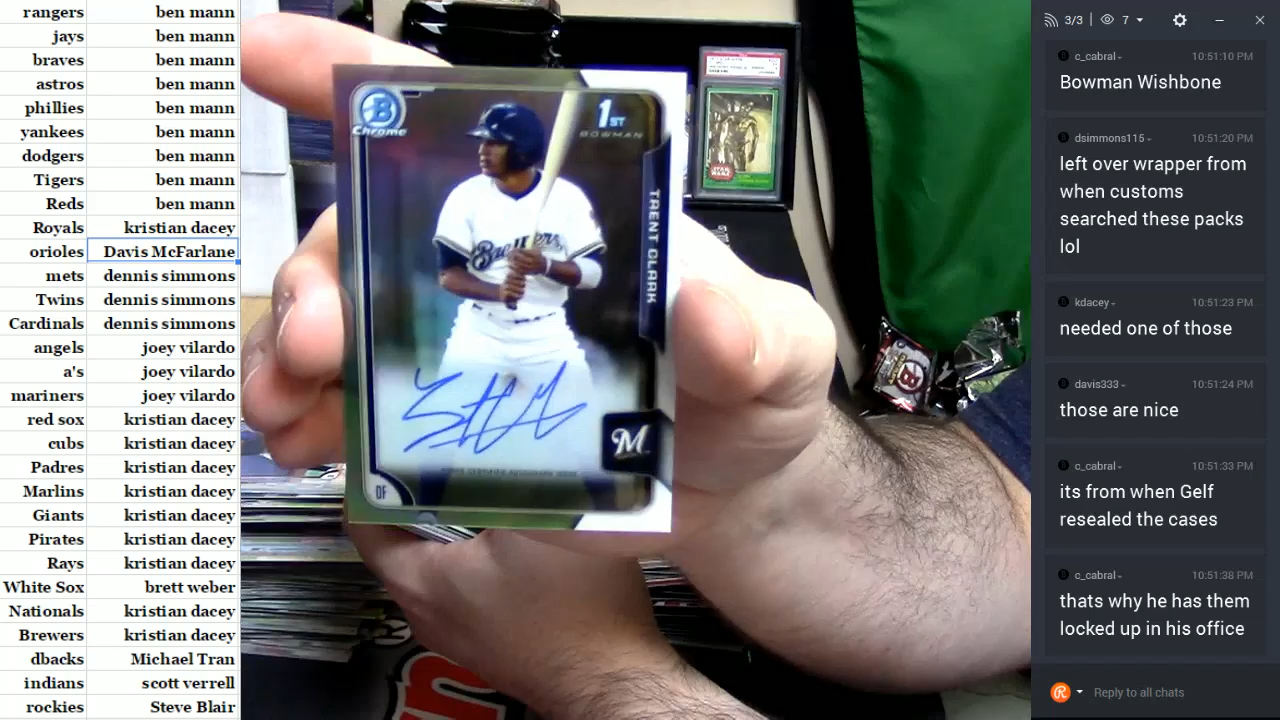 rangers ben mann
jays ben mann
braves ben mann
astros ben mann
phillies ben mann
yankees ben mann
dodgers ben mann
Tigers ben mann
Reds ben mann
Royals kristian dacey
orioles Davis McFarlane
mets dennis simmons
Twins dennis simmons
Cardinals dennis simmons
angels joey vilardo
a's joey vilardo
mariners joey vilardo
red sox kristian dacey
cubs kristian dacey
Padres kristian dacey
Marlins kristian dacey
Giants kristian dacey
Pirates kristian dacey
Rays kristian dacey
White Sox brett weber
Nationals kristian dacey
Brewers kristian dacey
dbacks Michael Tran
indians scott verrell
rockies Steve Blair
B
Chrome
1ST
BOWMAN
TRENT CLARK
Brewers
M
OF
TOPPS CERTIFIED AUTOGRAPH ISSUE
STAR WARS
3/3 7
c_cabral 10:51:10 PM
Bowman Wishbone
dsimmons115 10:51:20 PM
left over wrapper from
when customs
searched these packs
lol
kdacey 10:51:23 PM
needed one of those
davis333 10:51:24 PM
those are nice
c_cabral 10:51:33 PM
its from when Gelf
resealed the cases
c_cabral 10:51:38 PM
thats why he has them
locked up in his office
Reply to all chats